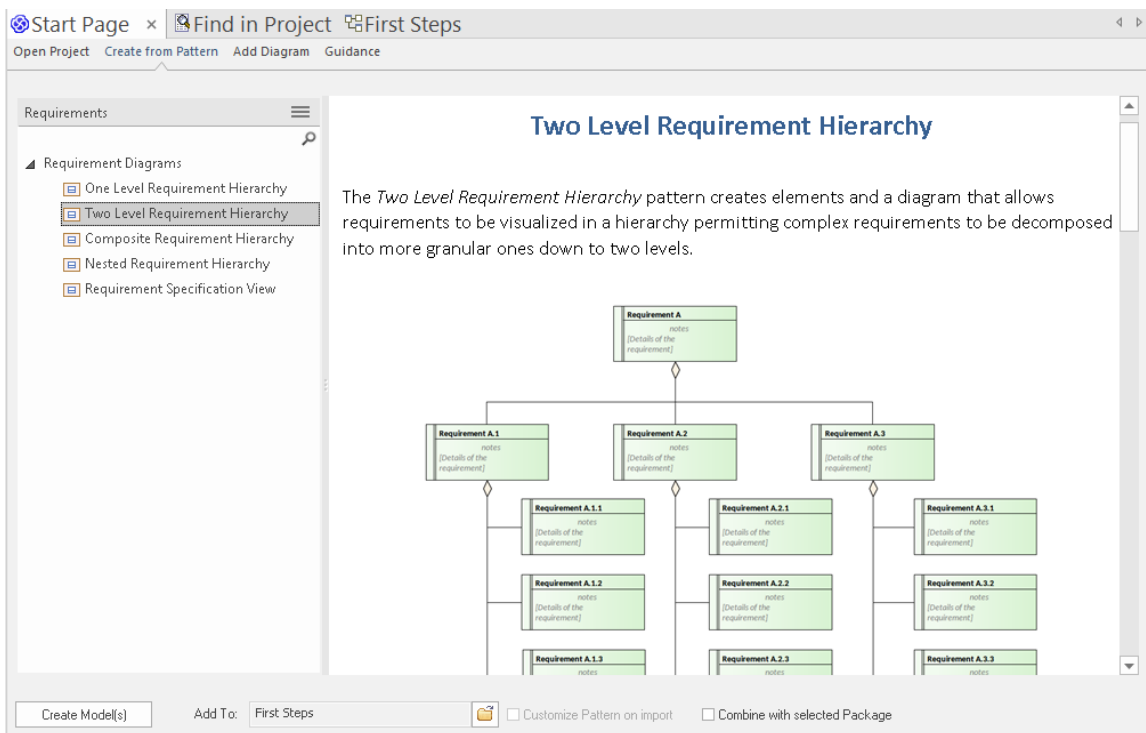 Start Page × Find in Project First Steps
Open Project Create from Pattern Add Diagram Guidance
Requirements
Requirement Diagrams
One Level Requirement Hierarchy
Two Level Requirement Hierarchy
Composite Requirement Hierarchy
Nested Requirement Hierarchy
Requirement Specification View
Two Level Requirement Hierarchy
The Two Level Requirement Hierarchy pattern creates elements and a diagram that allows
requirements to be visualized in a hierarchy permitting complex requirements to be decomposed
into more granular ones down to two levels.
Requirement A
notes
[Details of the
requirement]
Requirement A.1
notes
[Details of the
requirement]
Requirement A.2
notes
[Details of the
requirement]
Requirement A.3
notes
[Details of the
requirement]
Requirement A.1.1
notes
[Details of the
requirement]
Requirement A.2.1
notes
[Details of the
requirement]
Requirement A.3.1
notes
[Details of the
requirement]
Requirement A.1.2
notes
[Details of the
requirement]
Requirement A.2.2
notes
[Details of the
requirement]
Requirement A.3.2
notes
[Details of the
requirement]
Requirement A.1.3
notes
Requirement A.2.3
notes
Requirement A.3.3
notes
Create Model(s) Add To: First Steps Customize Pattern on import Combine with selected Package